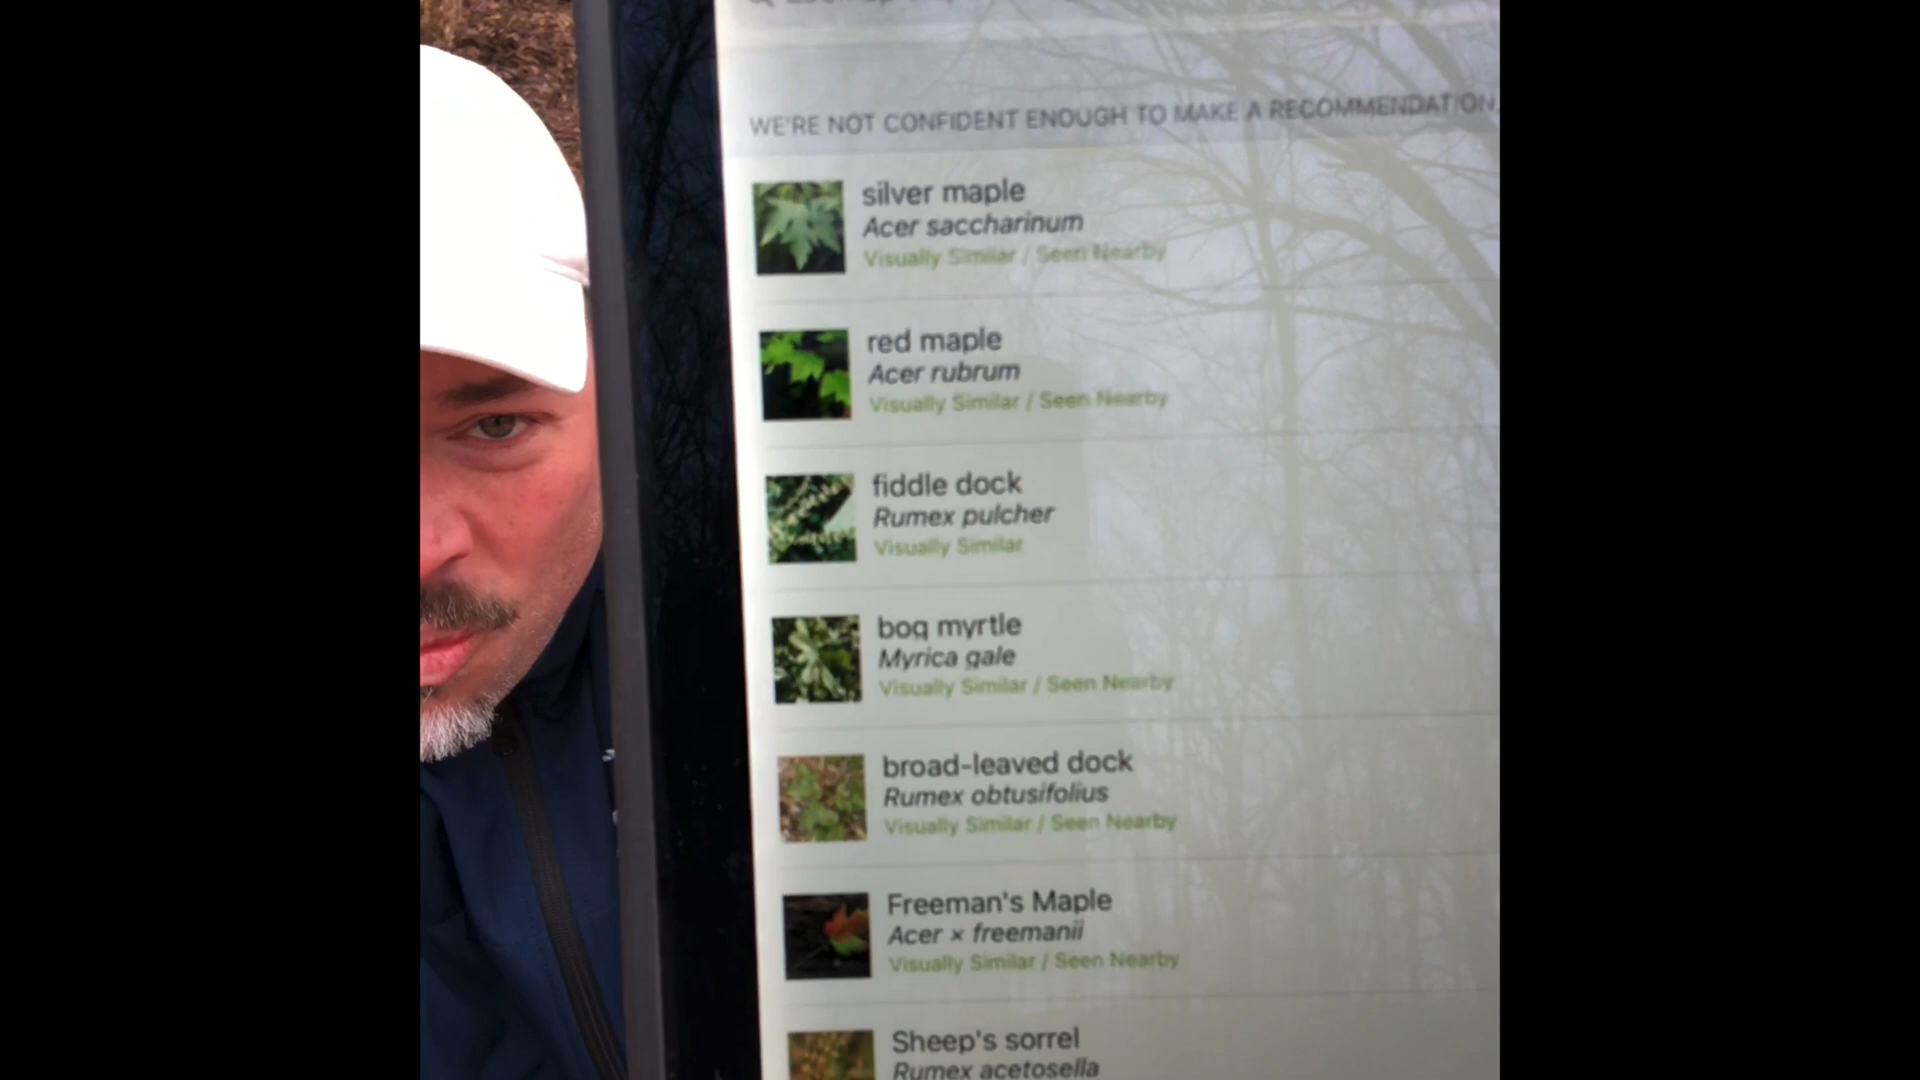 WE'RE NOT CONFIDENT ENOUGH TO MAKE A RECOMMENDATION,
silver maple
Acer saccharinum
Visually Similar / Seen Nearby
red maple
Acer rubrum
Visually Similar / Seen Nearby
fiddle dock
Rumex pulcher
Visually Similar
bog myrtle
Myrica gale
Visually Similar / Seen Nearby
broad-leaved dock
Rumex obtusifolius
Visually Similar / Seen Nearby
Freeman's Maple
Acer × freemanii
Visually Similar / Seen Nearby
Sheep's sorrel
Rumex acetosella